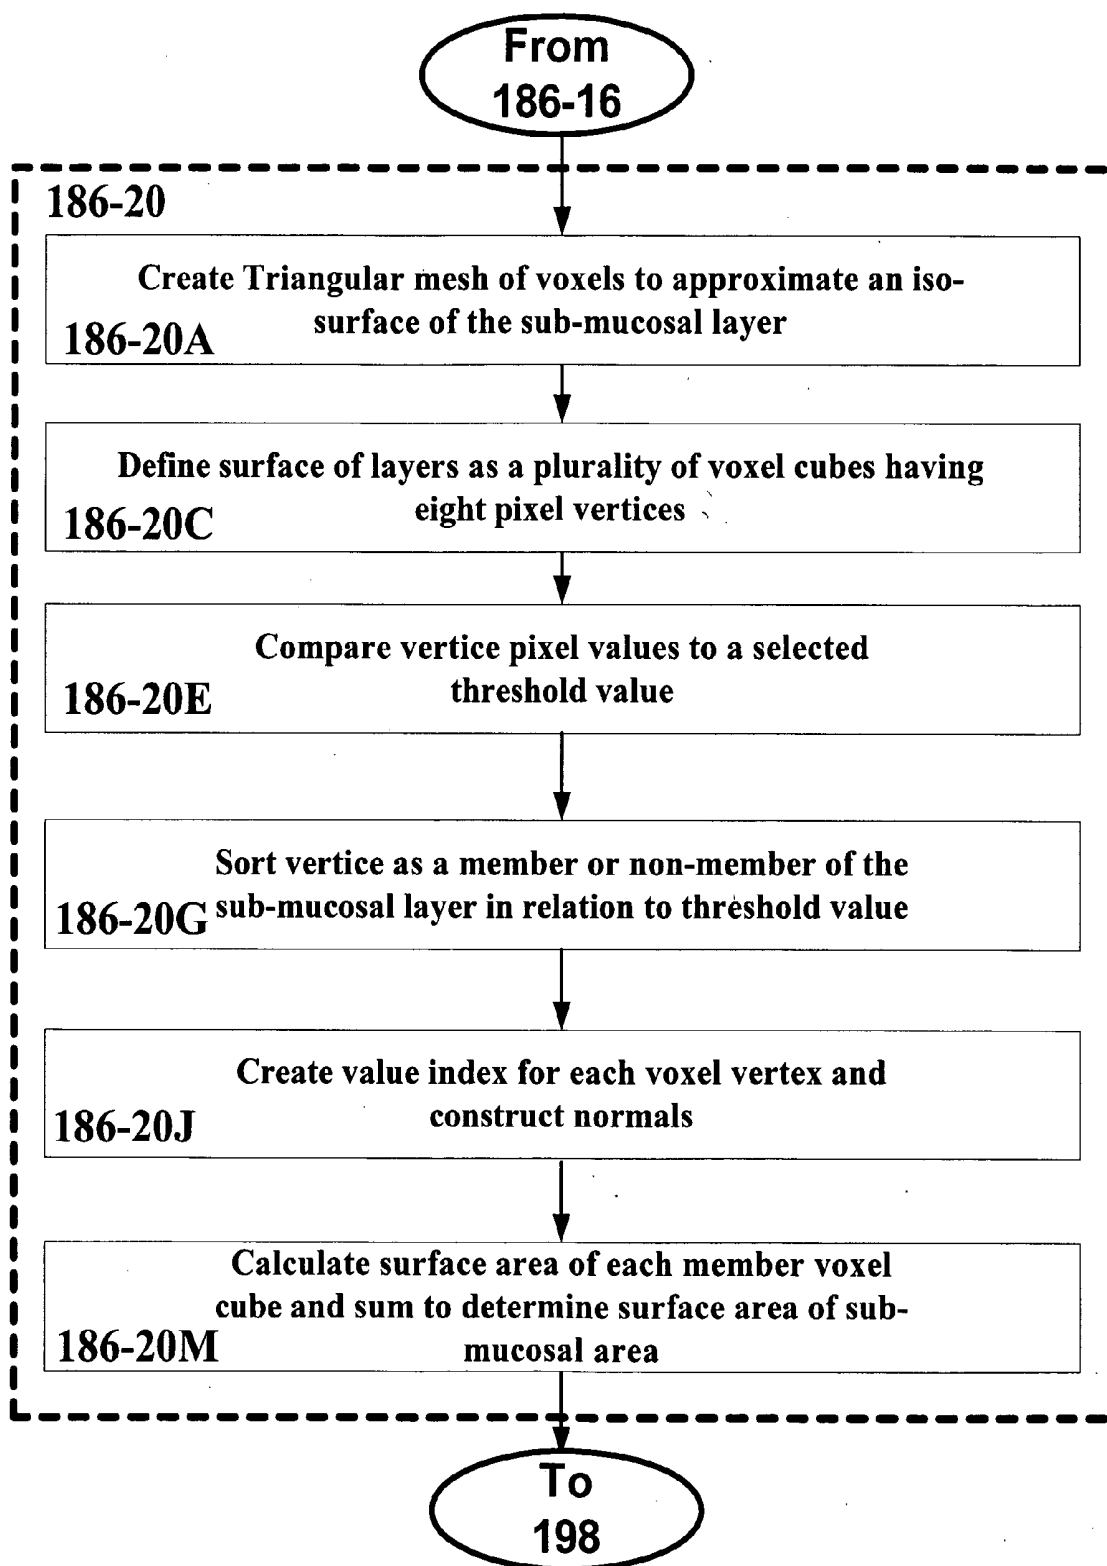 From
186-16
186-20
Create Triangular mesh of voxels to approximate an iso-
surface of the sub-mucosal layer
186-20A
Define surface of layers as a plurality of voxel cubes having
eight pixel vertices
186-20C
Compare vertice pixel values to a selected
threshold value
186-20E
Sort vertice as a member or non-member of the
sub-mucosal layer in relation to threshold value
186-20G
Create value index for each voxel vertex and
construct normals
186-20J
Calculate surface area of each member voxel
cube and sum to determine surface area of sub-
mucosal area
186-20M
To
198